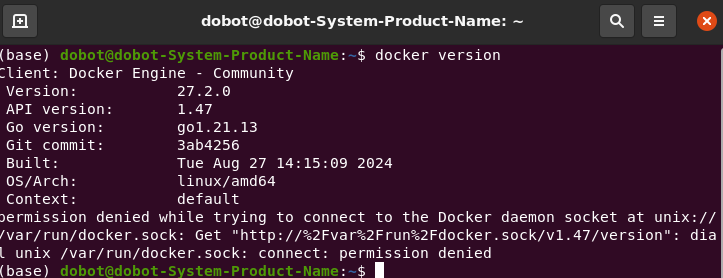 dobot@dobot-System-Product-Name: ~
(base) dobot@dobot-System-Product-Name:~$ docker version
Client: Docker Engine - Community
 Version:           27.2.0
 API version:       1.47
 Go version:        go1.21.13
 Git commit:        3ab4256
 Built:             Tue Aug 27 14:15:09 2024
 OS/Arch:           linux/amd64
 Context:           default
permission denied while trying to connect to the Docker daemon socket at unix://
/var/run/docker.sock: Get "http://%2Fvar%2Frun%2Fdocker.sock/v1.47/version": dia
l unix /var/run/docker.sock: connect: permission denied
(base) dobot@dobot-System-Product-Name:~$